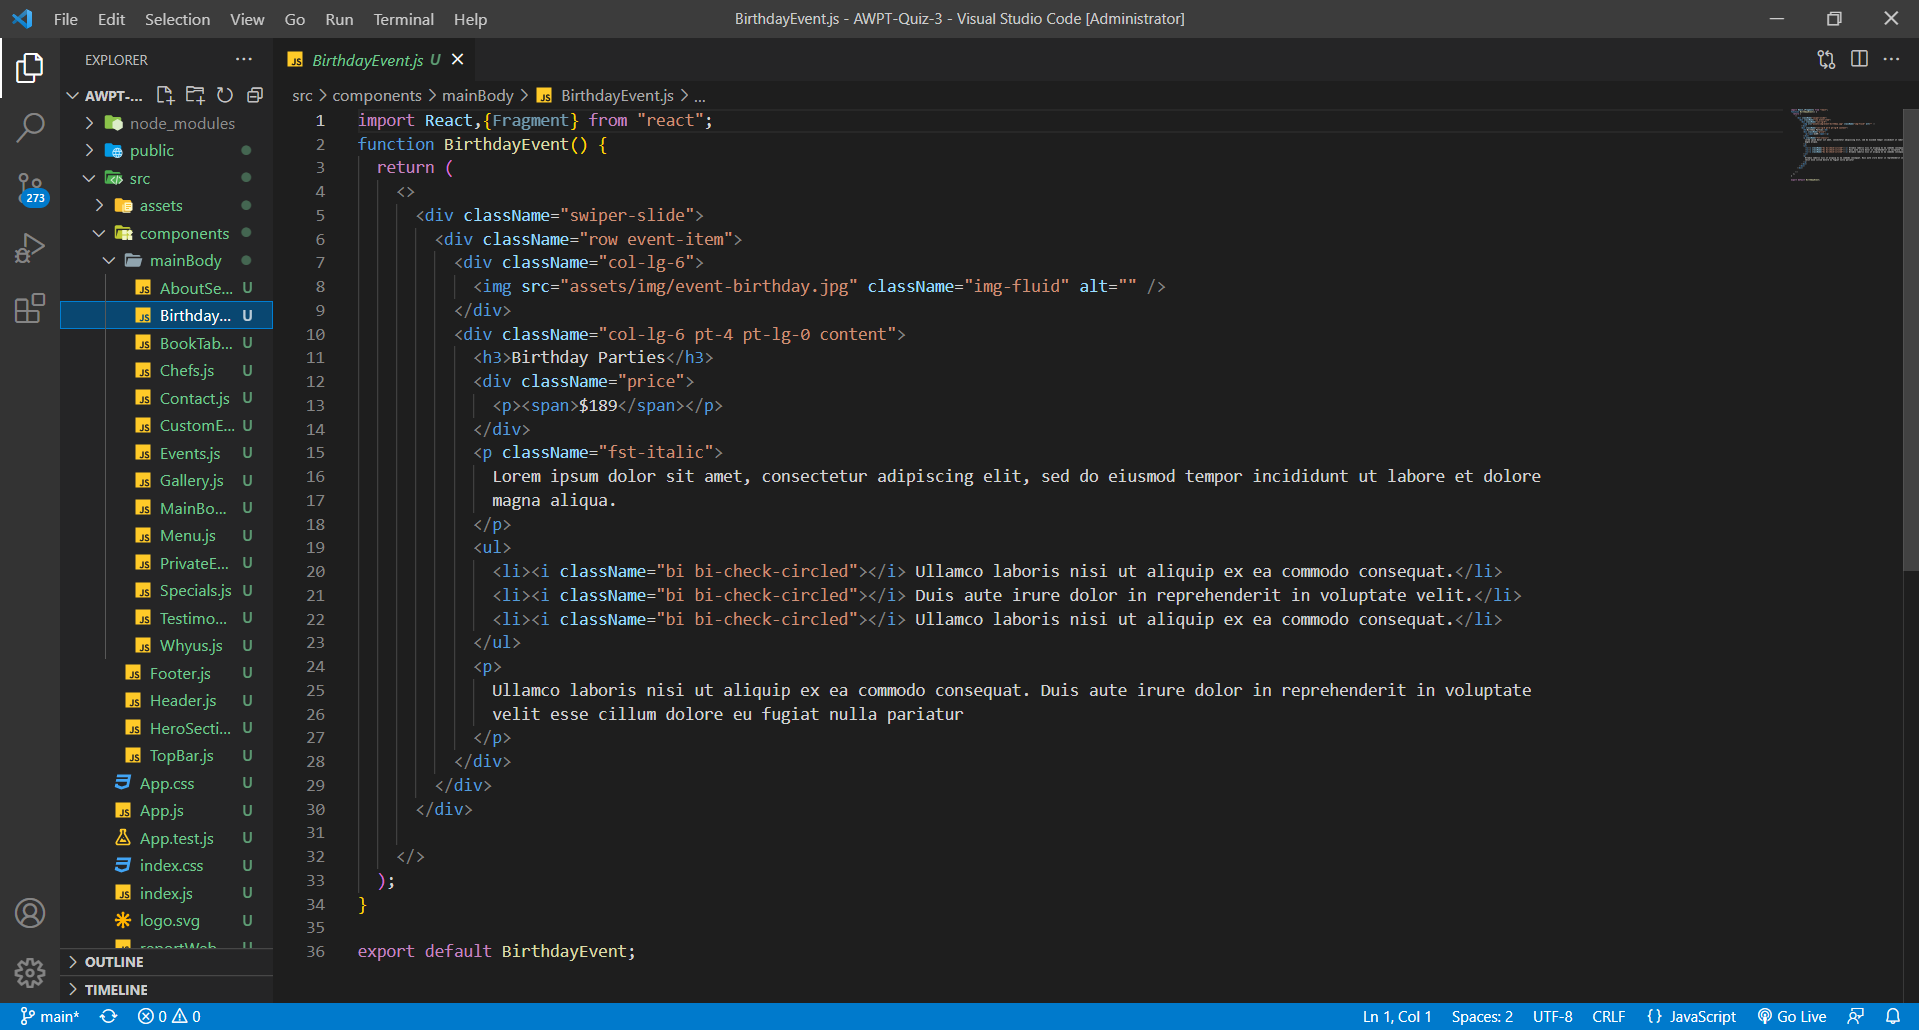 File Edit Selection View Go Run Terminal Help
BirthdayEvent.js - AWPT-Quiz-3 - Visual Studio Code [Administrator]
EXPLORER
AWPT-...
node_modules
public
src
assets
components
mainBody
AboutSe... U
Birthday... U
BookTab... U
Chefs.js U
Contact.js U
CustomE... U
Events.js U
Gallery.js U
MainBo... U
Menu.js U
PrivateE... U
Specials.js U
Testimo... U
Whyus.js U
Footer.js U
Header.js U
HeroSecti... U
TopBar.js U
App.css U
App.js U
App.test.js U
index.css U
index.js U
logo.svg U
OUTLINE
TIMELINE
273
JS BirthdayEvent.js U
src > components > mainBody > JS BirthdayEvent.js > ...
1 import React,{Fragment} from "react";
2 function BirthdayEvent() {
3 return (
4 <>
5 <div className="swiper-slide">
6 <div className="row event-item">
7 <div className="col-lg-6">
8 <img src="assets/img/event-birthday.jpg" className="img-fluid" alt="" />
9 </div>
10 <div className="col-lg-6 pt-4 pt-lg-0 content">
11 <h3>Birthday Parties</h3>
12 <div className="price">
13 <p><span>$189</span></p>
14 </div>
15 <p className="fst-italic">
16 Lorem ipsum dolor sit amet, consectetur adipiscing elit, sed do eiusmod tempor incididunt ut labore et dolore
17 magna aliqua.
18 </p>
19 <ul>
20 <li><i className="bi bi-check-circled"></i> Ullamco laboris nisi ut aliquip ex ea commodo consequat.</li>
21 <li><i className="bi bi-check-circled"></i> Duis aute irure dolor in reprehenderit in voluptate velit.</li>
22 <li><i className="bi bi-check-circled"></i> Ullamco laboris nisi ut aliquip ex ea commodo consequat.</li>
23 </ul>
24 <p>
25 Ullamco laboris nisi ut aliquip ex ea commodo consequat. Duis aute irure dolor in reprehenderit in voluptate
26 velit esse cillum dolore eu fugiat nulla pariatur
27 </p>
28 </div>
29 </div>
30 </div>
31
32 </>
33 );
34 }
35
36 export default BirthdayEvent;
main* 0 0 Ln 1, Col 1 Spaces: 2 UTF-8 CRLF {} JavaScript Go Live